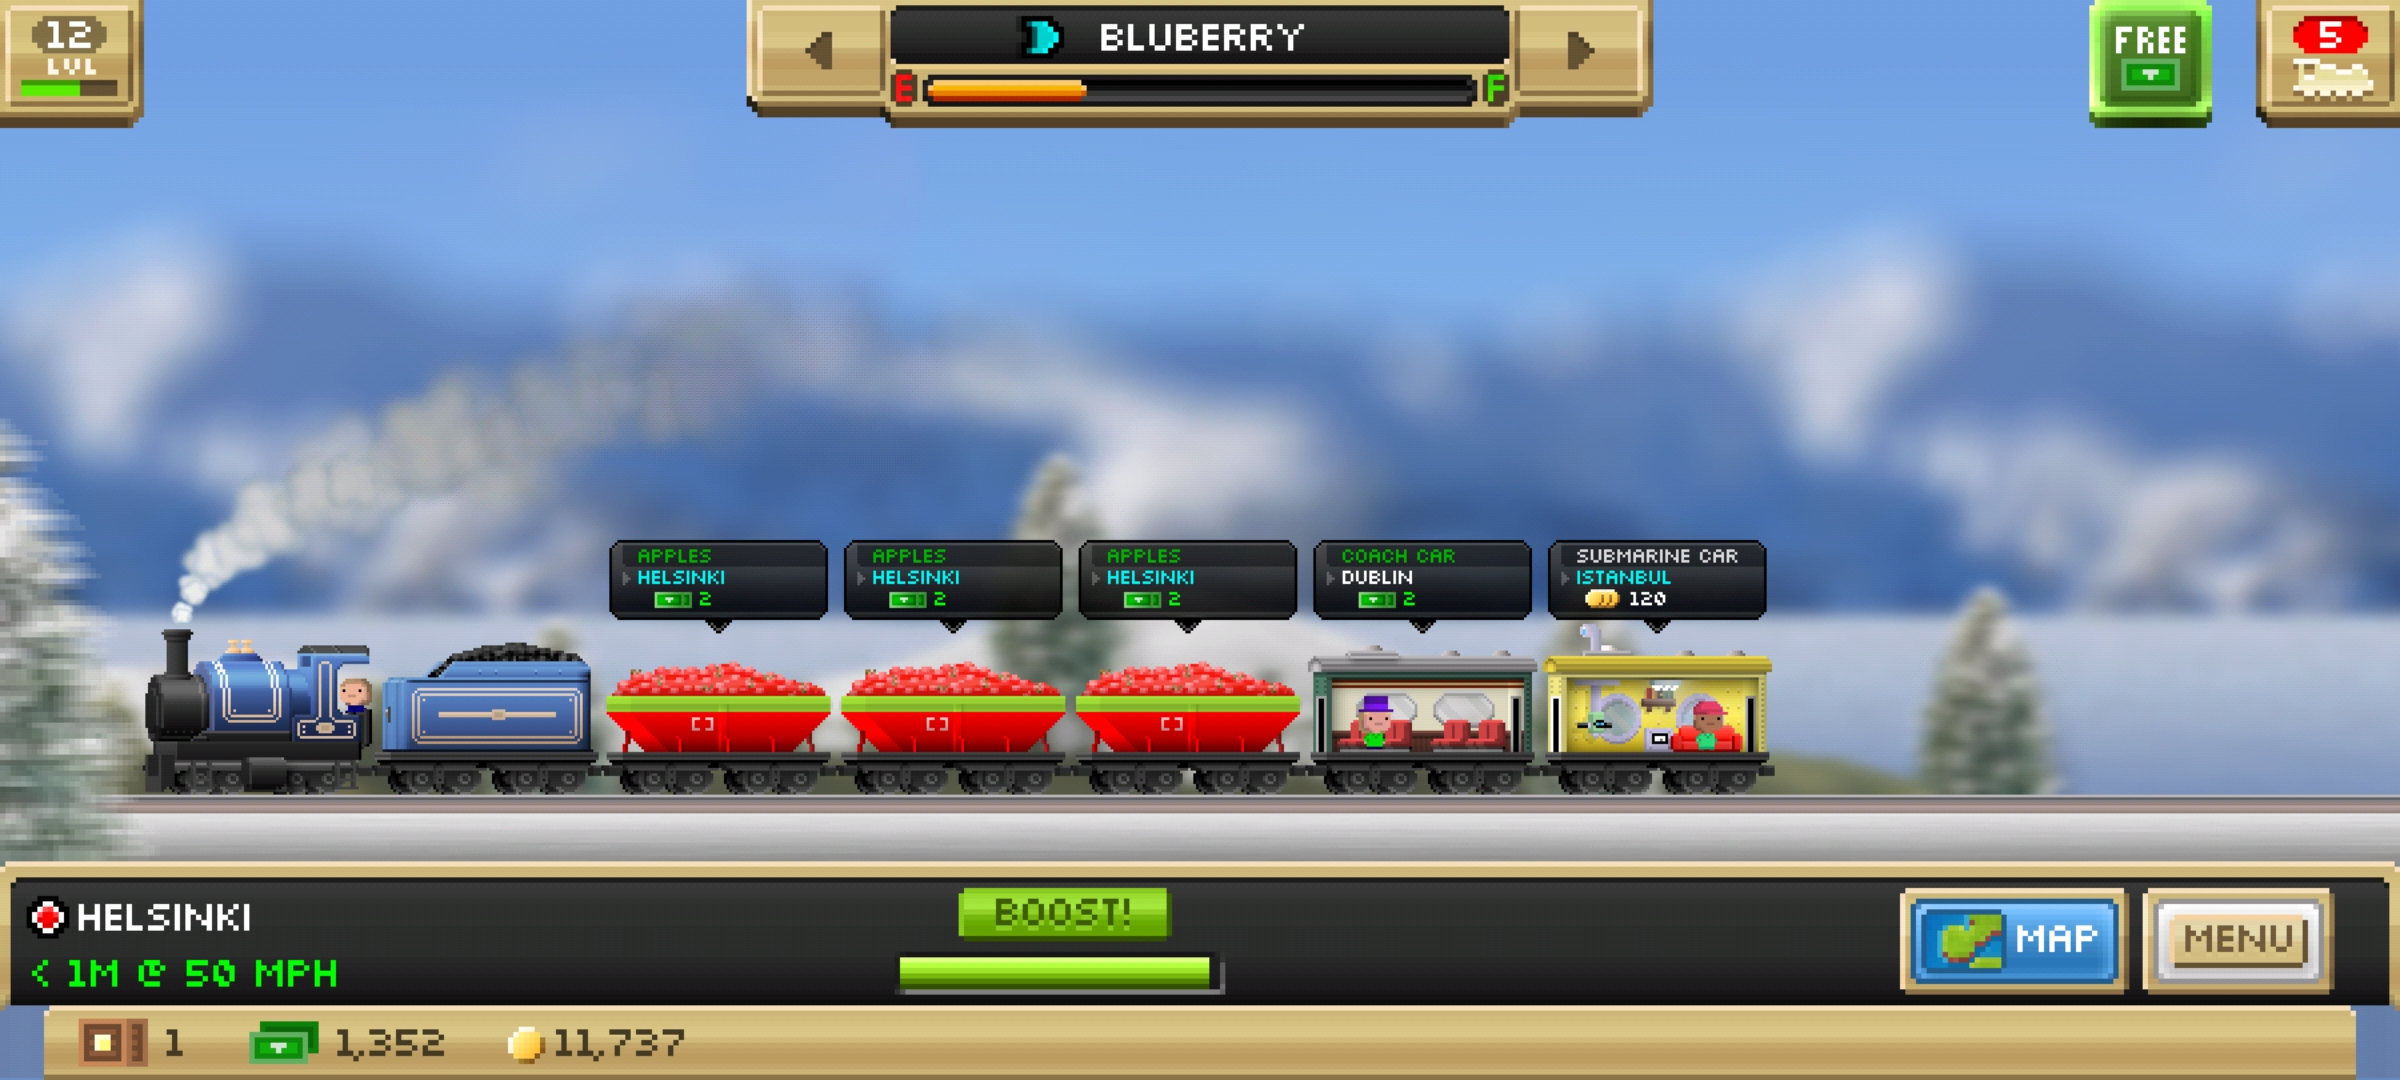 12
LVL
BLUBERRY
E F
FREE
5
APPLES
HELSINKI
2
APPLES
HELSINKI
2
APPLES
HELSINKI
2
COACH CAR
DUBLIN
2
SUBMARINE CAR
ISTANBUL
120
HELSINKI
< 1M @ 50 MPH
BOOST!
MAP
MENU
1 1,352 11,737